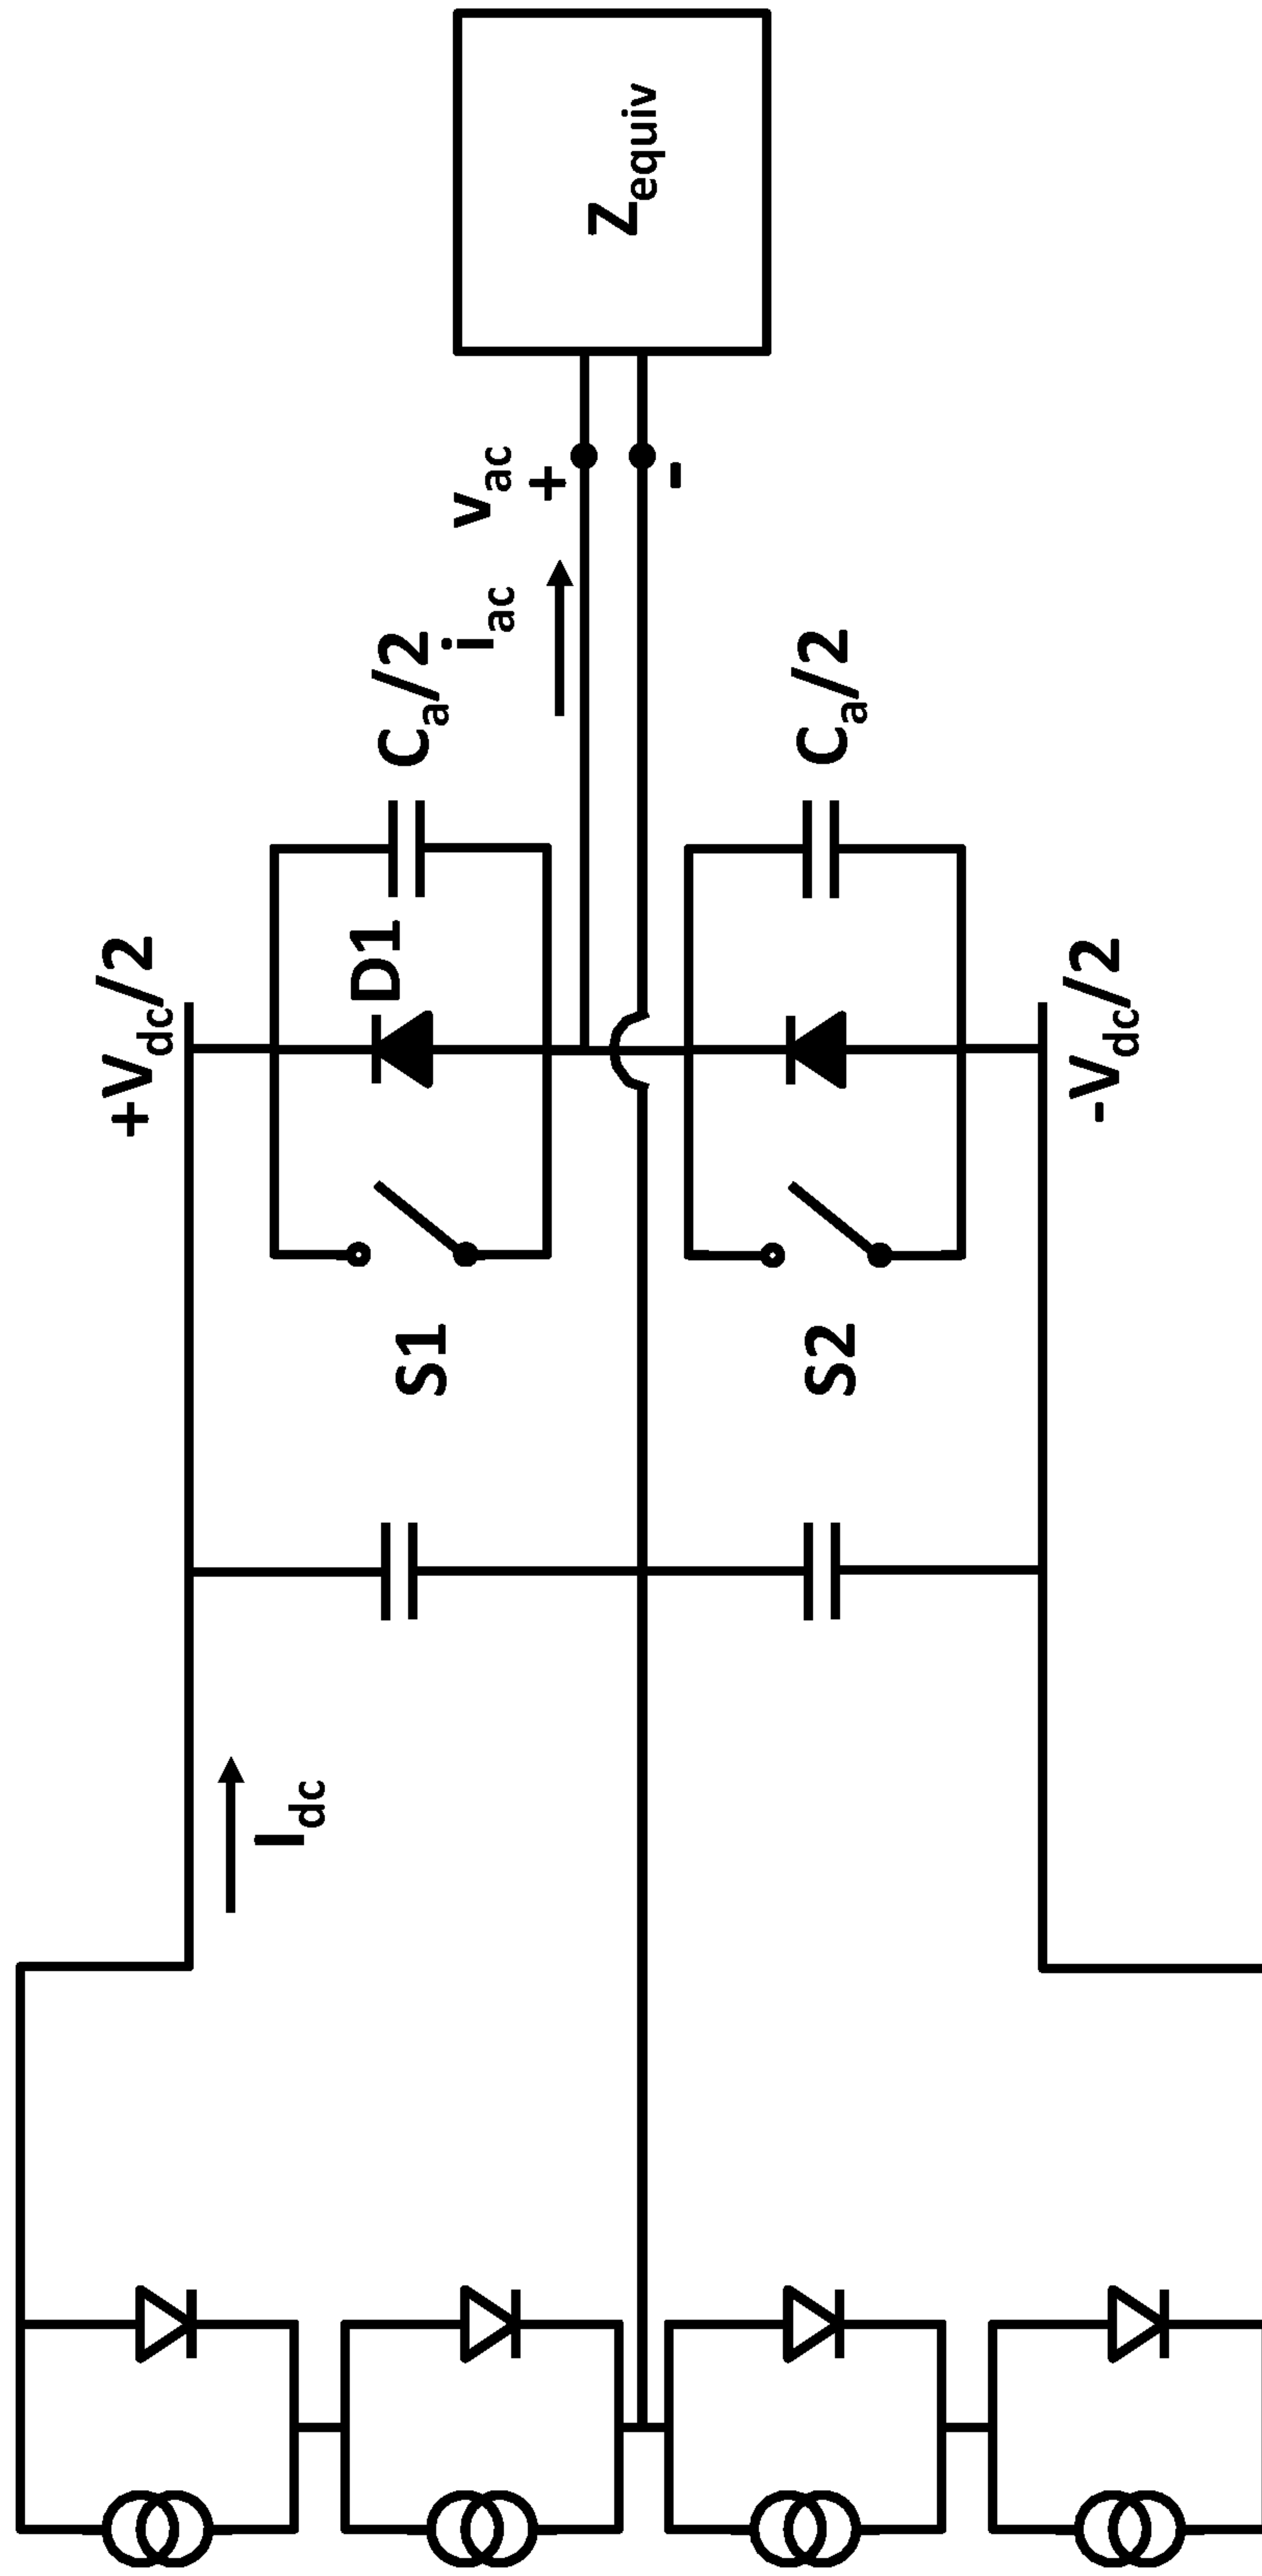 +Vdc/2
Idc
S1
D1
Ca/2
iac
vac
+
-
Zequiv
S2
Ca/2
-Vdc/2